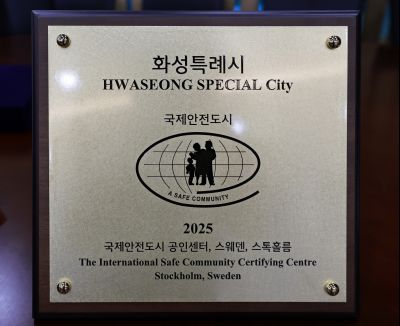 화성특례시
HWASEONG SPECIAL City
국제안전도시
A SAFE COMMUNITY
2025
국제안전도시 공인센터, 스웨덴, 스톡홀름
The International Safe Community Certifying Centre
Stockholm, Sweden